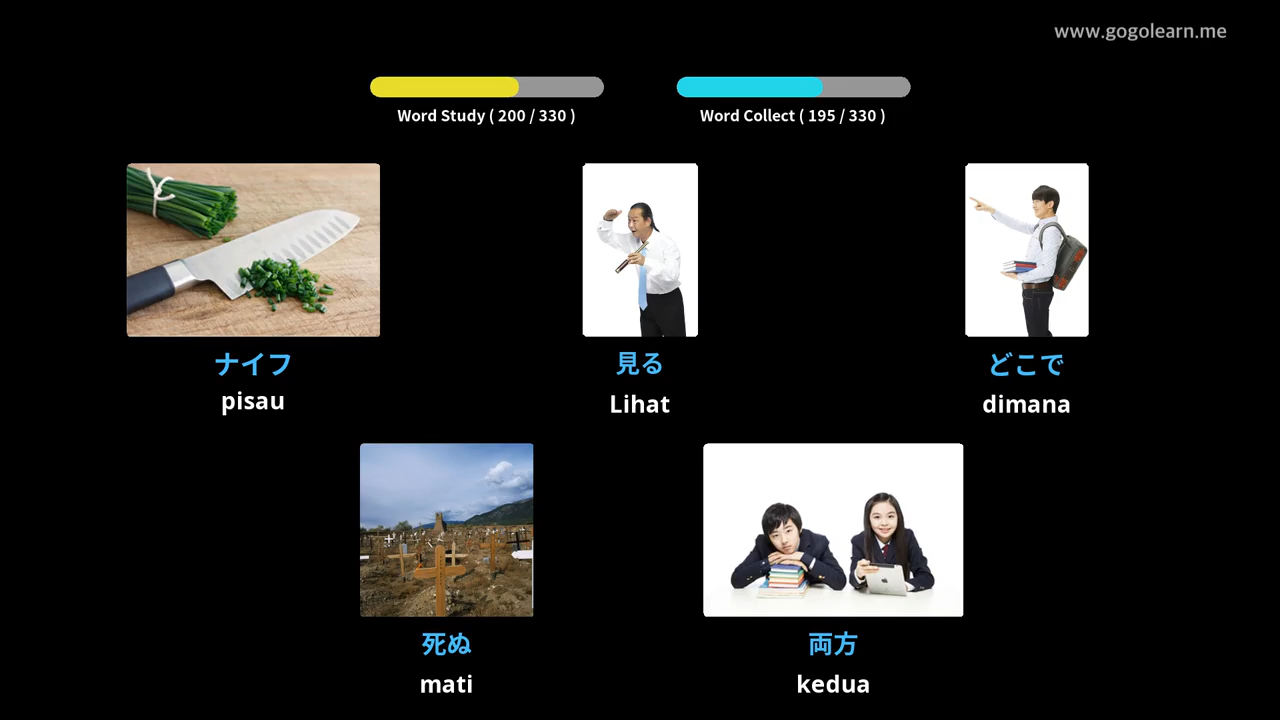 www.gogolearn.me
Word Study ( 200 / 330 )
Word Collect ( 195 / 330 )
ナイフ
pisau
見る
Lihat
どこで
dimana
死ぬ
mati
両方
kedua